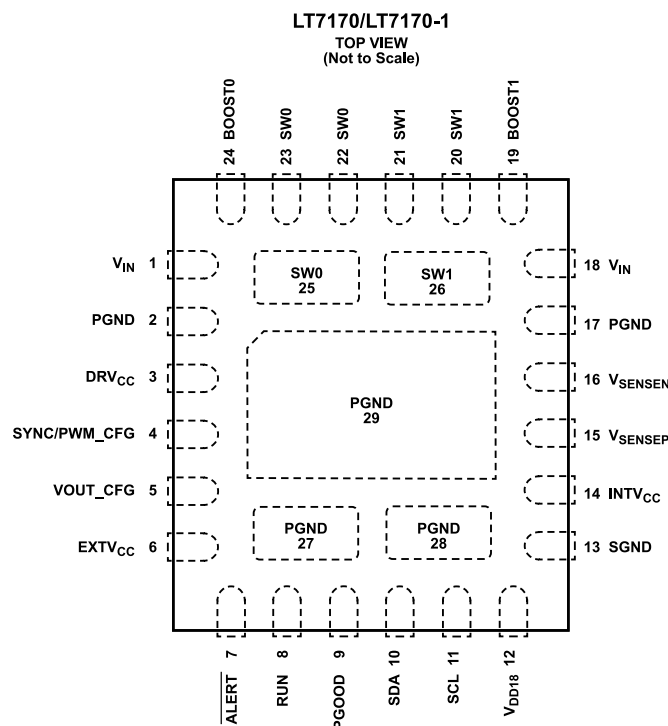 LT7170/LT7170-1
TOP VIEW
(Not to Scale)
24 BOOST0
23 SW0
22 SW0
21 SW1
20 SW1
19 BOOST1
VIN 1
PGND 2
DRVCC 3
SYNC/PWM_CFG 4
VOUT_CFG 5
EXTVCC 6
SW0
25
SW1
26
PGND
29
PGND
27
PGND
28
18 VIN
17 PGND
16 VSENSEN
15 VSENSEP
14 INTVCC
13 SGND
ALERT 7
RUN 8
PGOOD 9
SDA 10
SCL 11
VDD18 12